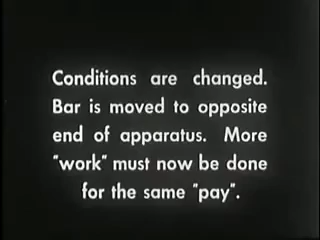 Conditions are changed.
Bar is moved to opposite
end of apparatus. More
"work" must now be done
for the same "pay".